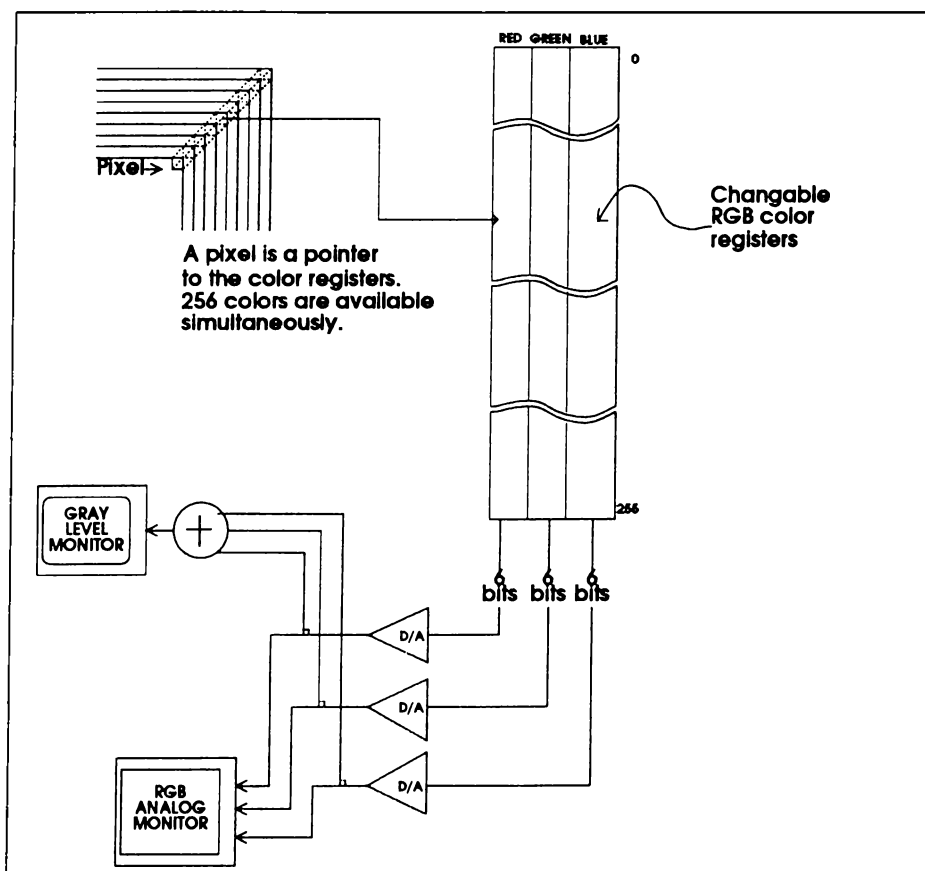 RED GREEN BLUE
0
Pixel
Changable
RGB color
registers
A pixel is a pointer
to the color registers.
256 colors are available
simultaneously.
255
GRAY
LEVEL
MONITOR
+
6 6 6
bits bits bits
D/A
D/A
D/A
RGB
ANALOG
MONITOR